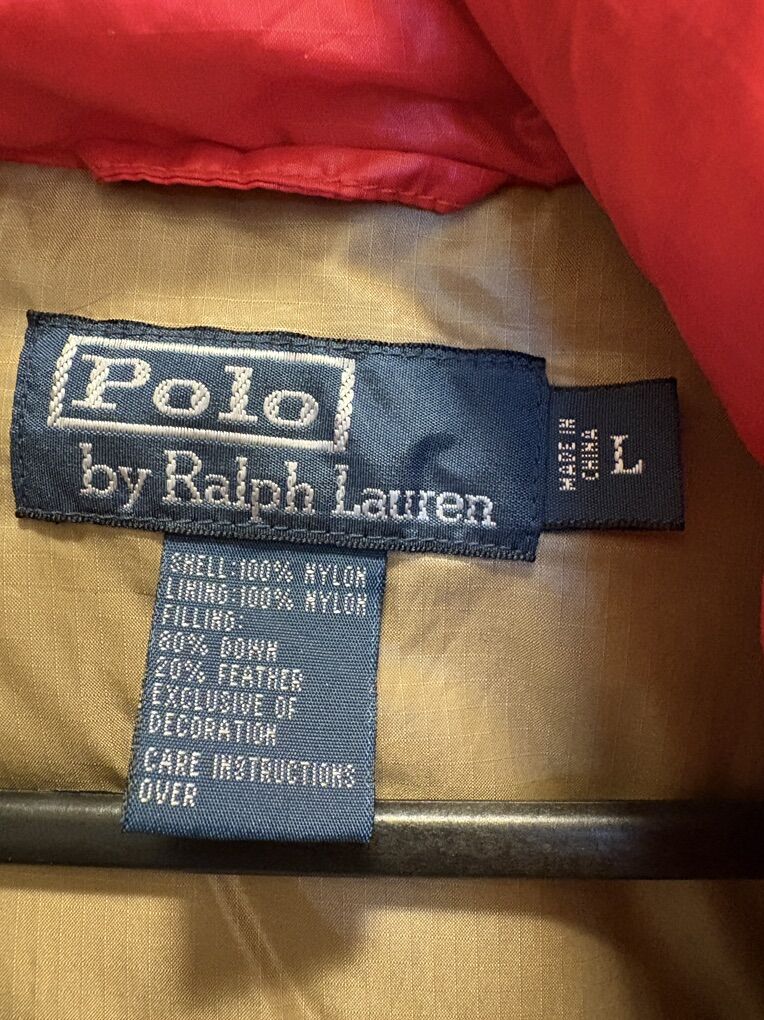 Polo
by Ralph Lauren
MADE IN
CHINA
L
SHELL:100% NYLON
LINING:100% NYLON
FILLING:
80% DOWN
20% FEATHER
EXCLUSIVE OF
DECORATION
CARE INSTRUCTIONS
OVER